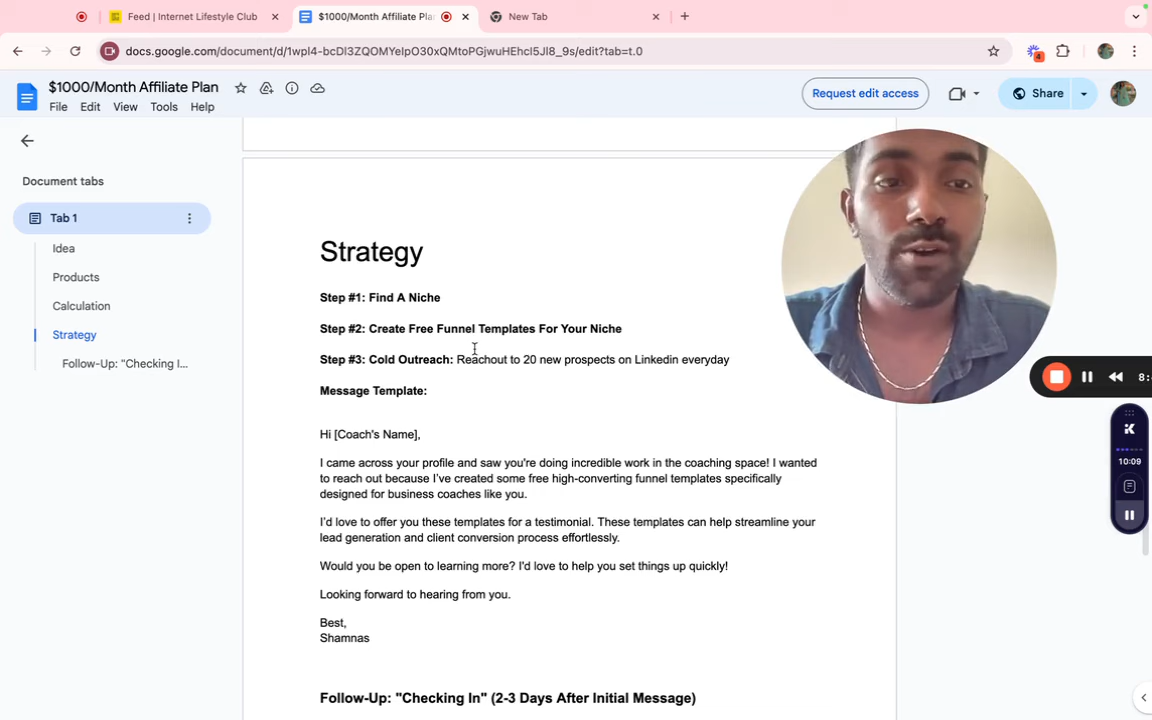 Feed | Internet Lifestyle Club
$1000/Month Affiliate Pla
New Tab
docs.google.com/document/d/1wpl4-bcDl3ZQOMYeIpO30xQMtoPGjwuHEhcl5Jl8_9s/edit?tab=t.0
4
$1000/Month Affiliate Plan
File Edit View Tools Help
Request edit access
Share
Document tabs
Tab 1
Idea
Products
Calculation
Strategy
Follow-Up: "Checking I...
Strategy
Step #1: Find A Niche
Step #2: Create Free Funnel Templates For Your Niche
Step #3: Cold Outreach: Reachout to 20 new prospects on Linkedin everyday
Message Template:
Hi [Coach's Name],
I came across your profile and saw you're doing incredible work in the coaching space! I wanted
to reach out because I've created some free high-converting funnel templates specifically
designed for business coaches like you.
I'd love to offer you these templates for a testimonial. These templates can help streamline your
lead generation and client conversion process effortlessly.
Would you be open to learning more? I'd love to help you set things up quickly!
Looking forward to hearing from you.
Best,
Shamnas
Follow-Up: "Checking In" (2-3 Days After Initial Message)
8:
10:09